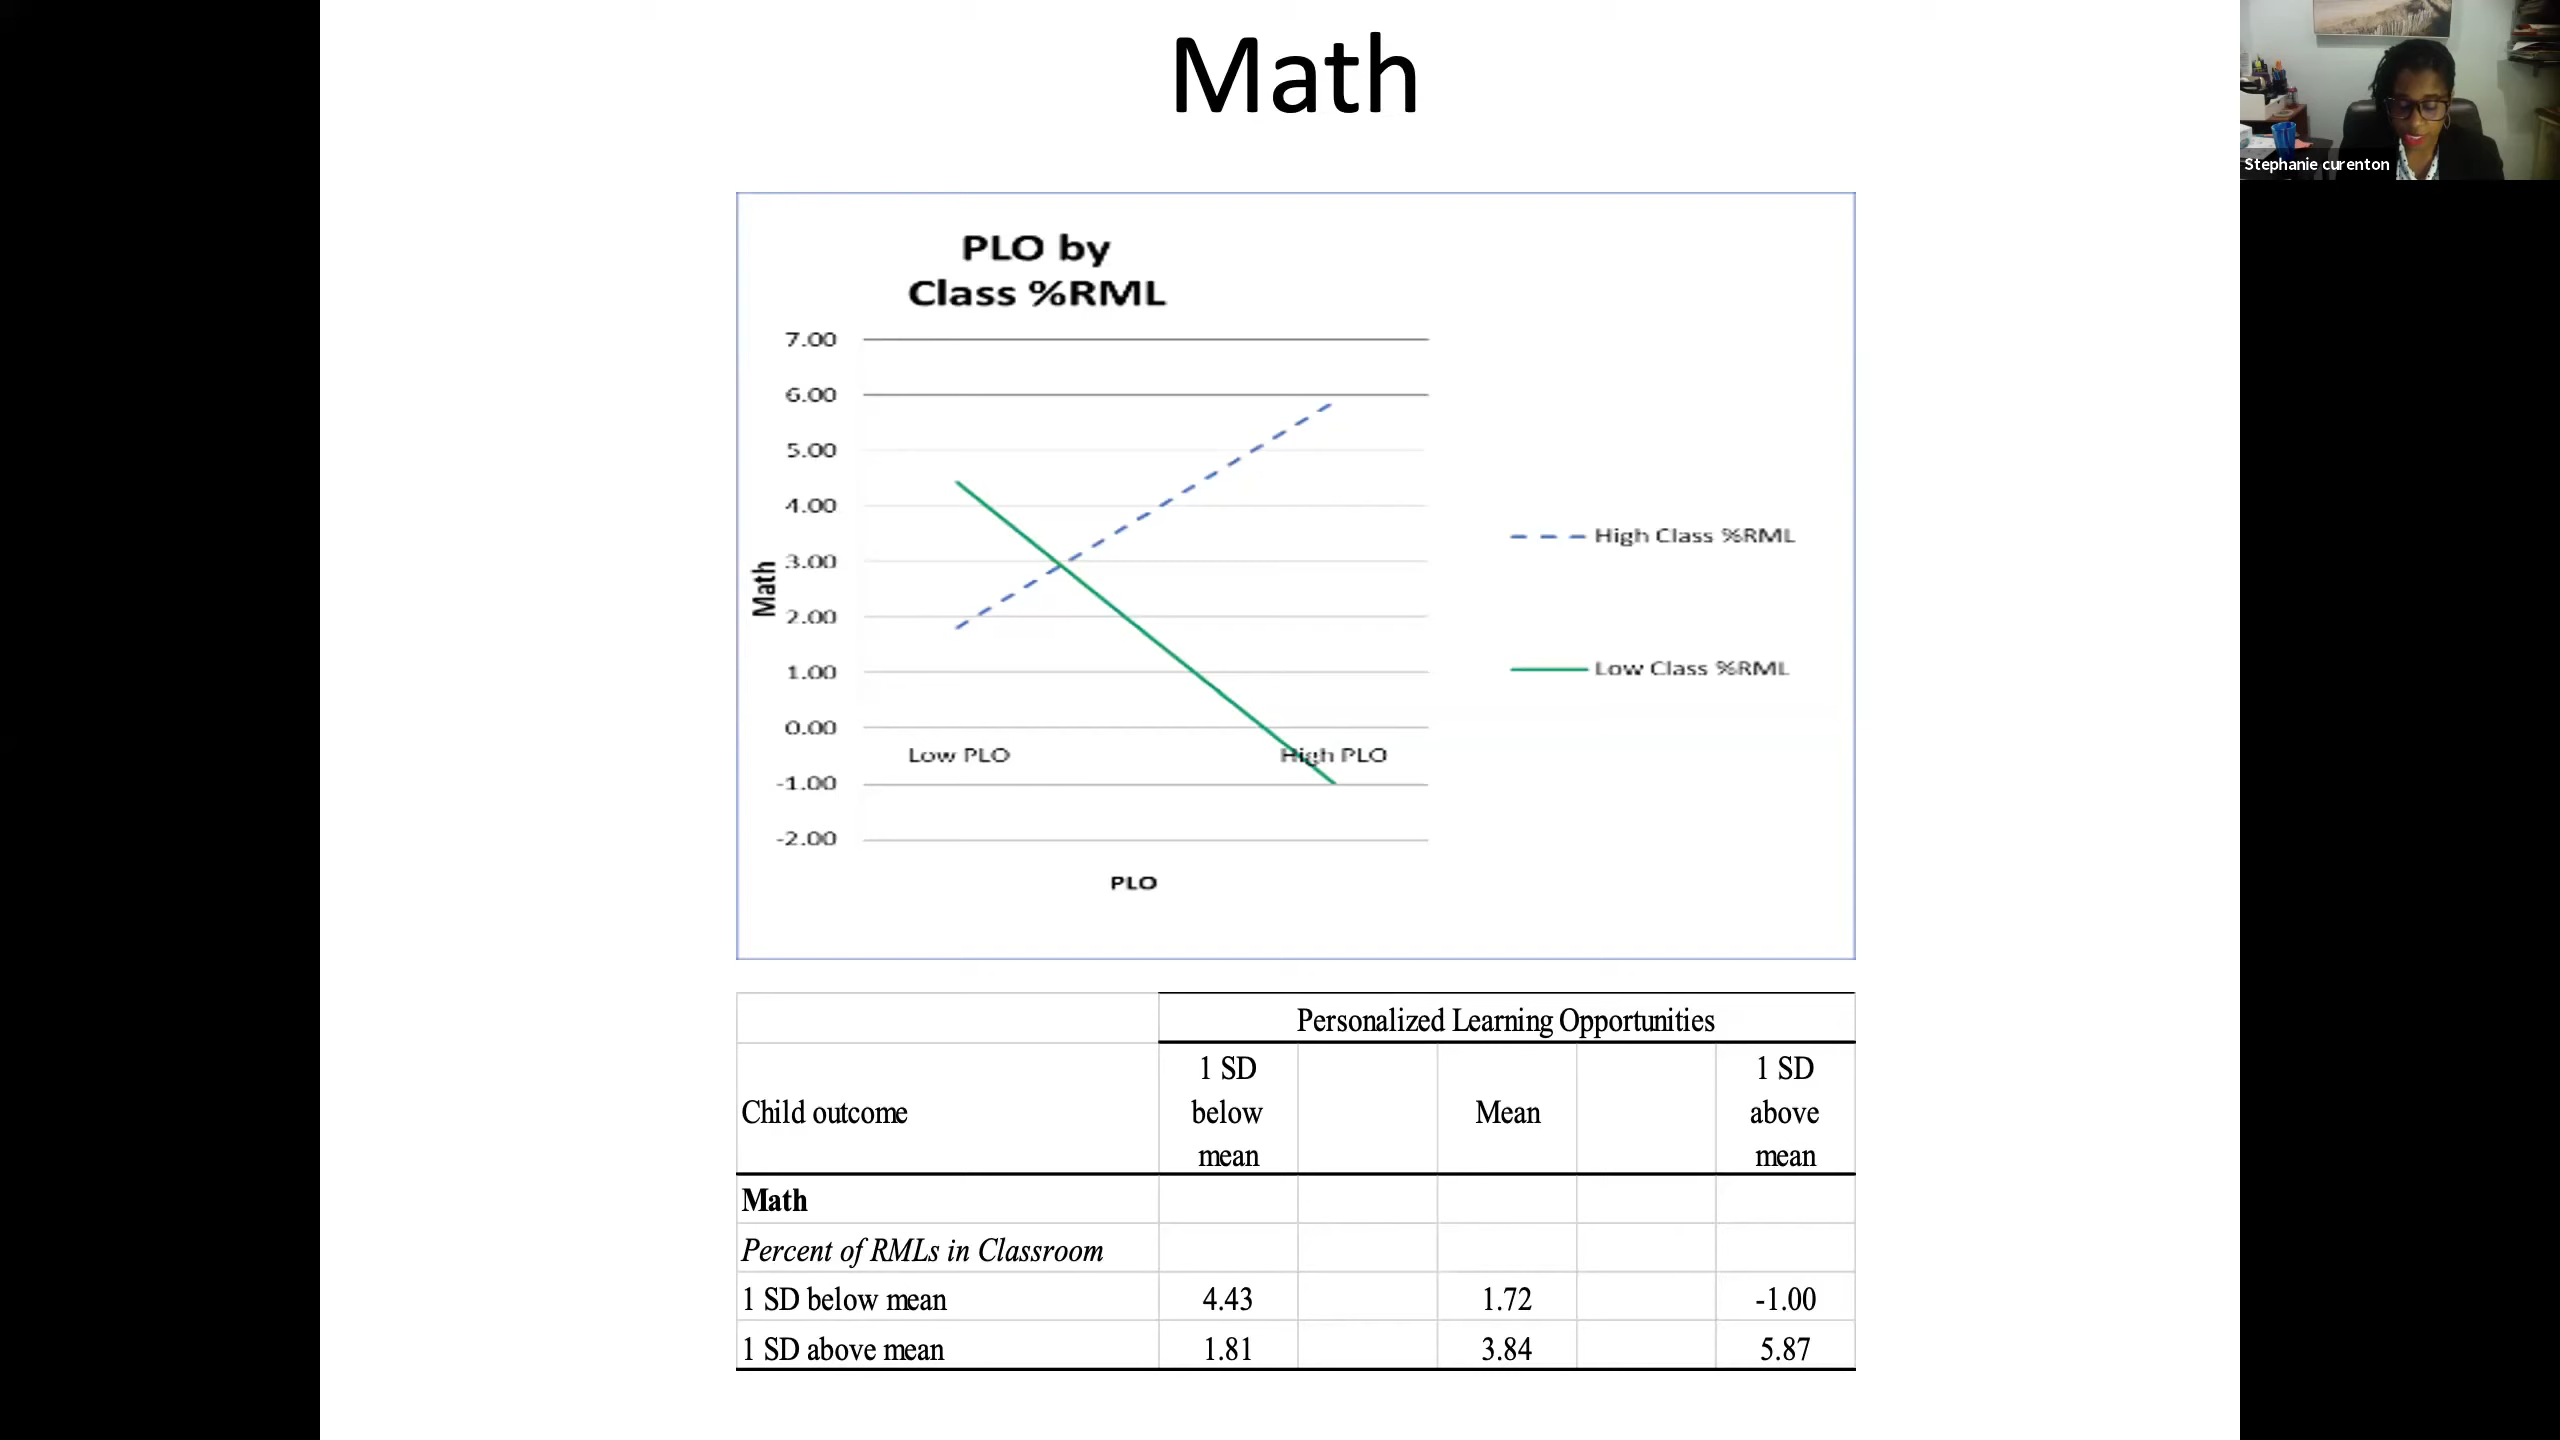 Math
Stephanie curenton
PLO by
Class %RML
7.00
6.00
5.00
4.00
3.00
2.00
1.00
0.00
-1.00
-2.00
Math
Low PLO
High PLO
PLO
High Class %RML
Low Class %RML
Personalized Learning Opportunities
Child outcome
1 SD
below
mean
Mean
1 SD
above
mean
Math
Percent of RMLs in Classroom
1 SD below mean 4.43 1.72 -1.00
1 SD above mean 1.81 3.84 5.87